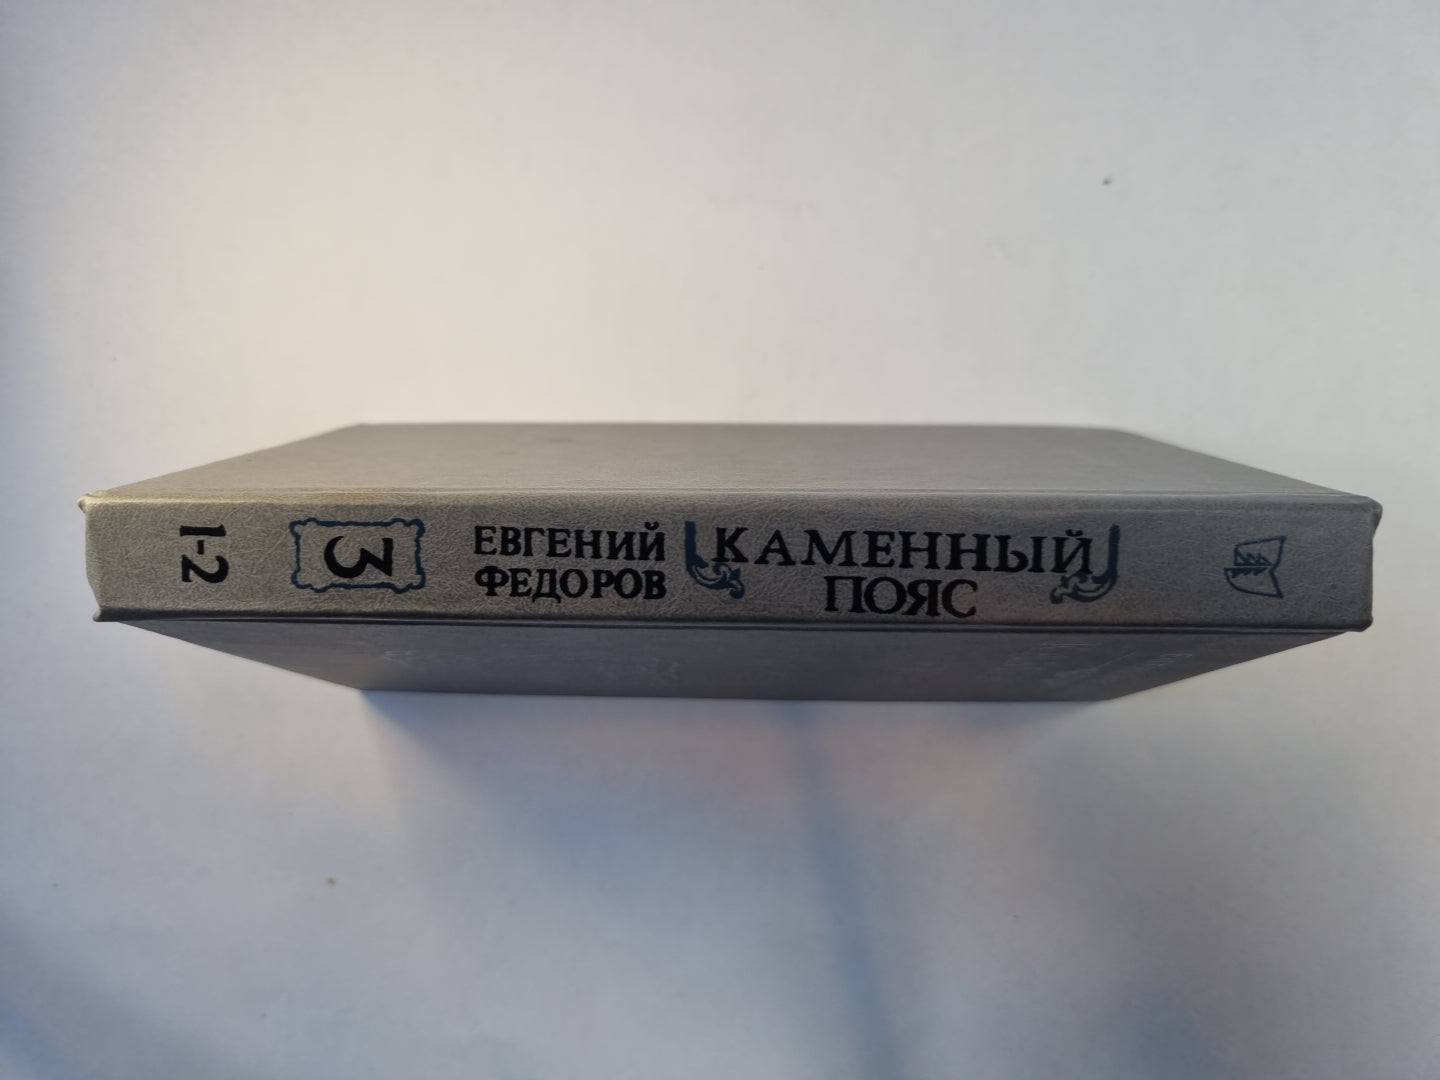 1-2
3
ЕВГЕНИЙ
ФЕДОРОВ
КАМЕННЫЙ
ПОЯС